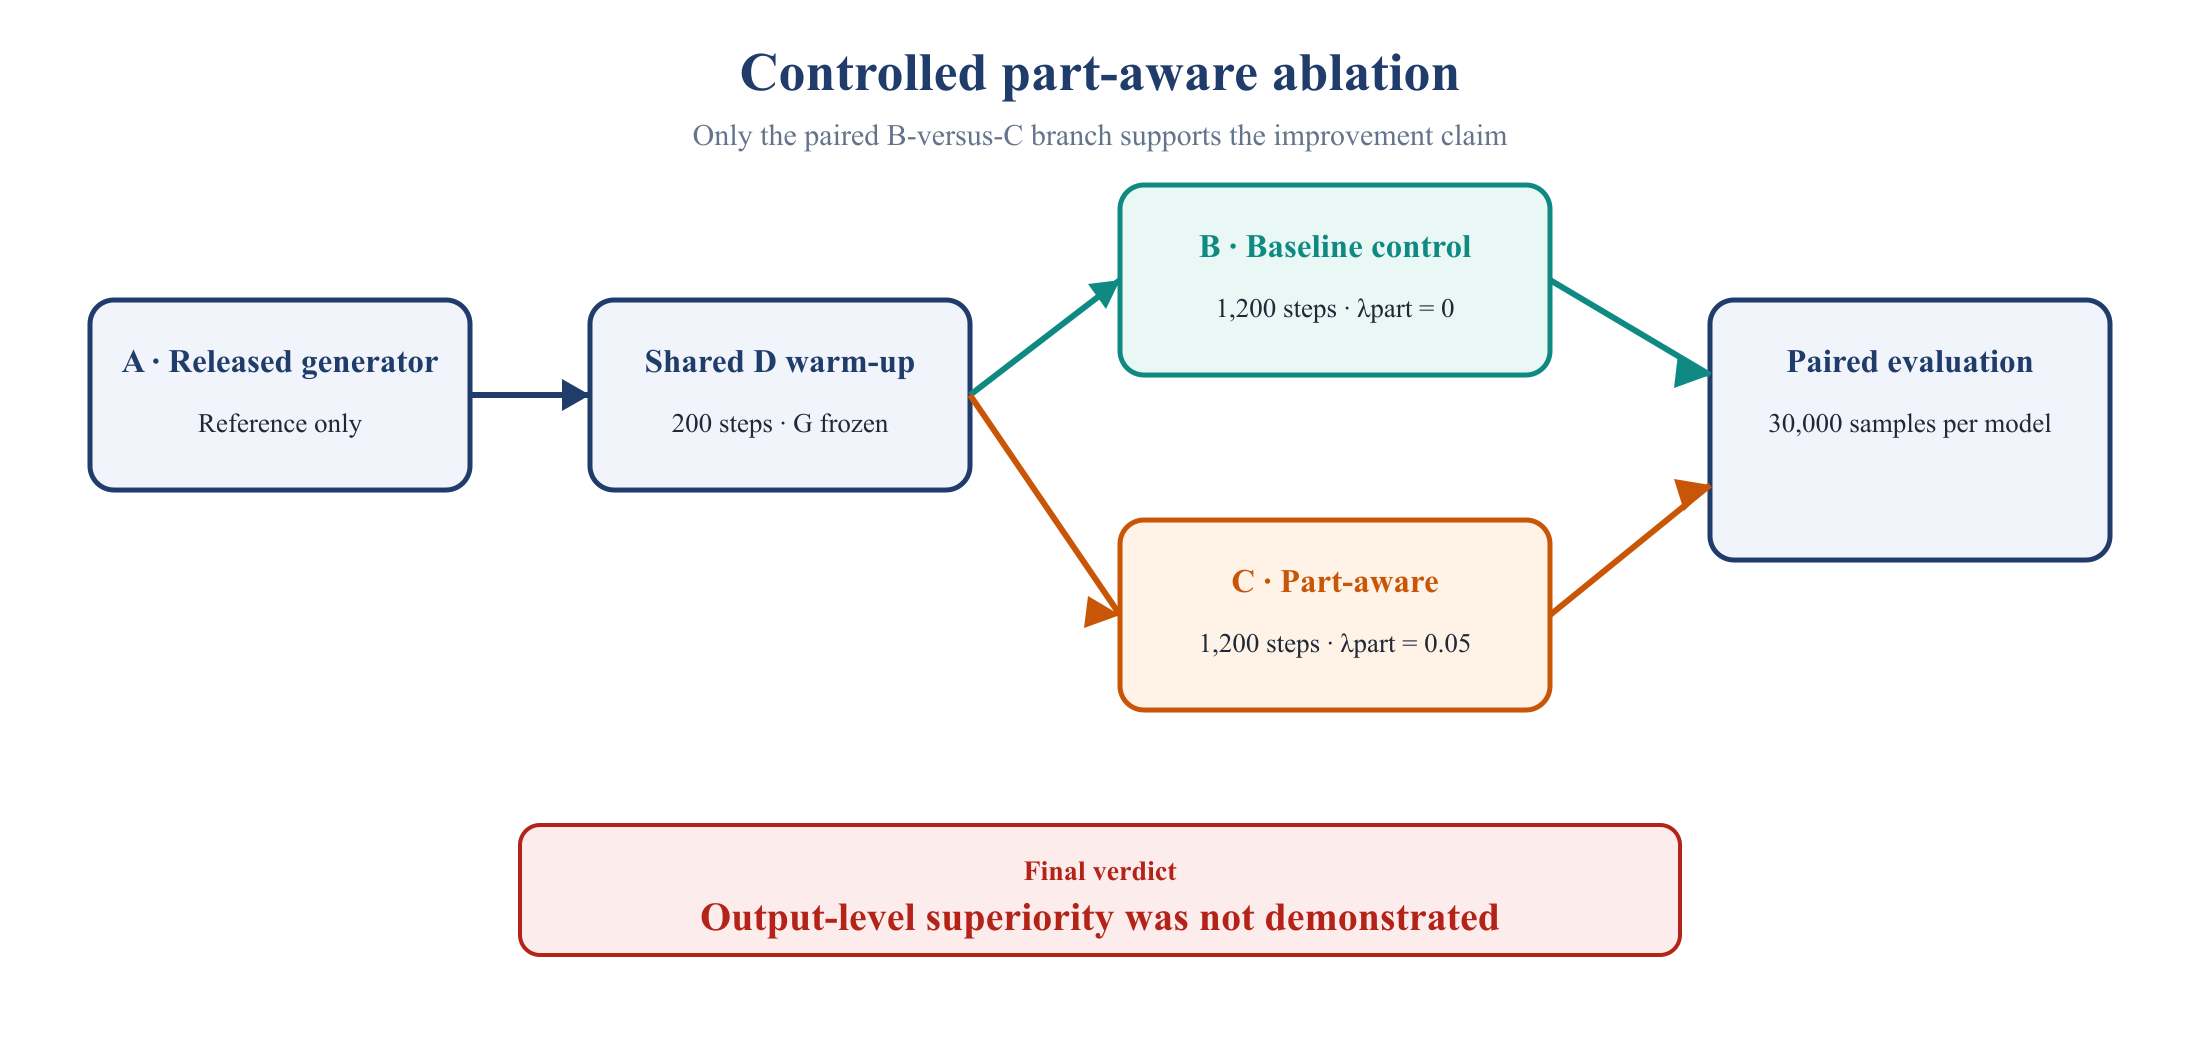 Controlled part-aware ablation
Only the paired B-versus-C branch supports the improvement claim
A · Released generator
Reference only
Shared D warm-up
200 steps · G frozen
B · Baseline control
1,200 steps · λpart = 0
C · Part-aware
1,200 steps · λpart = 0.05
Paired evaluation
30,000 samples per model
Final verdict
Output-level superiority was not demonstrated